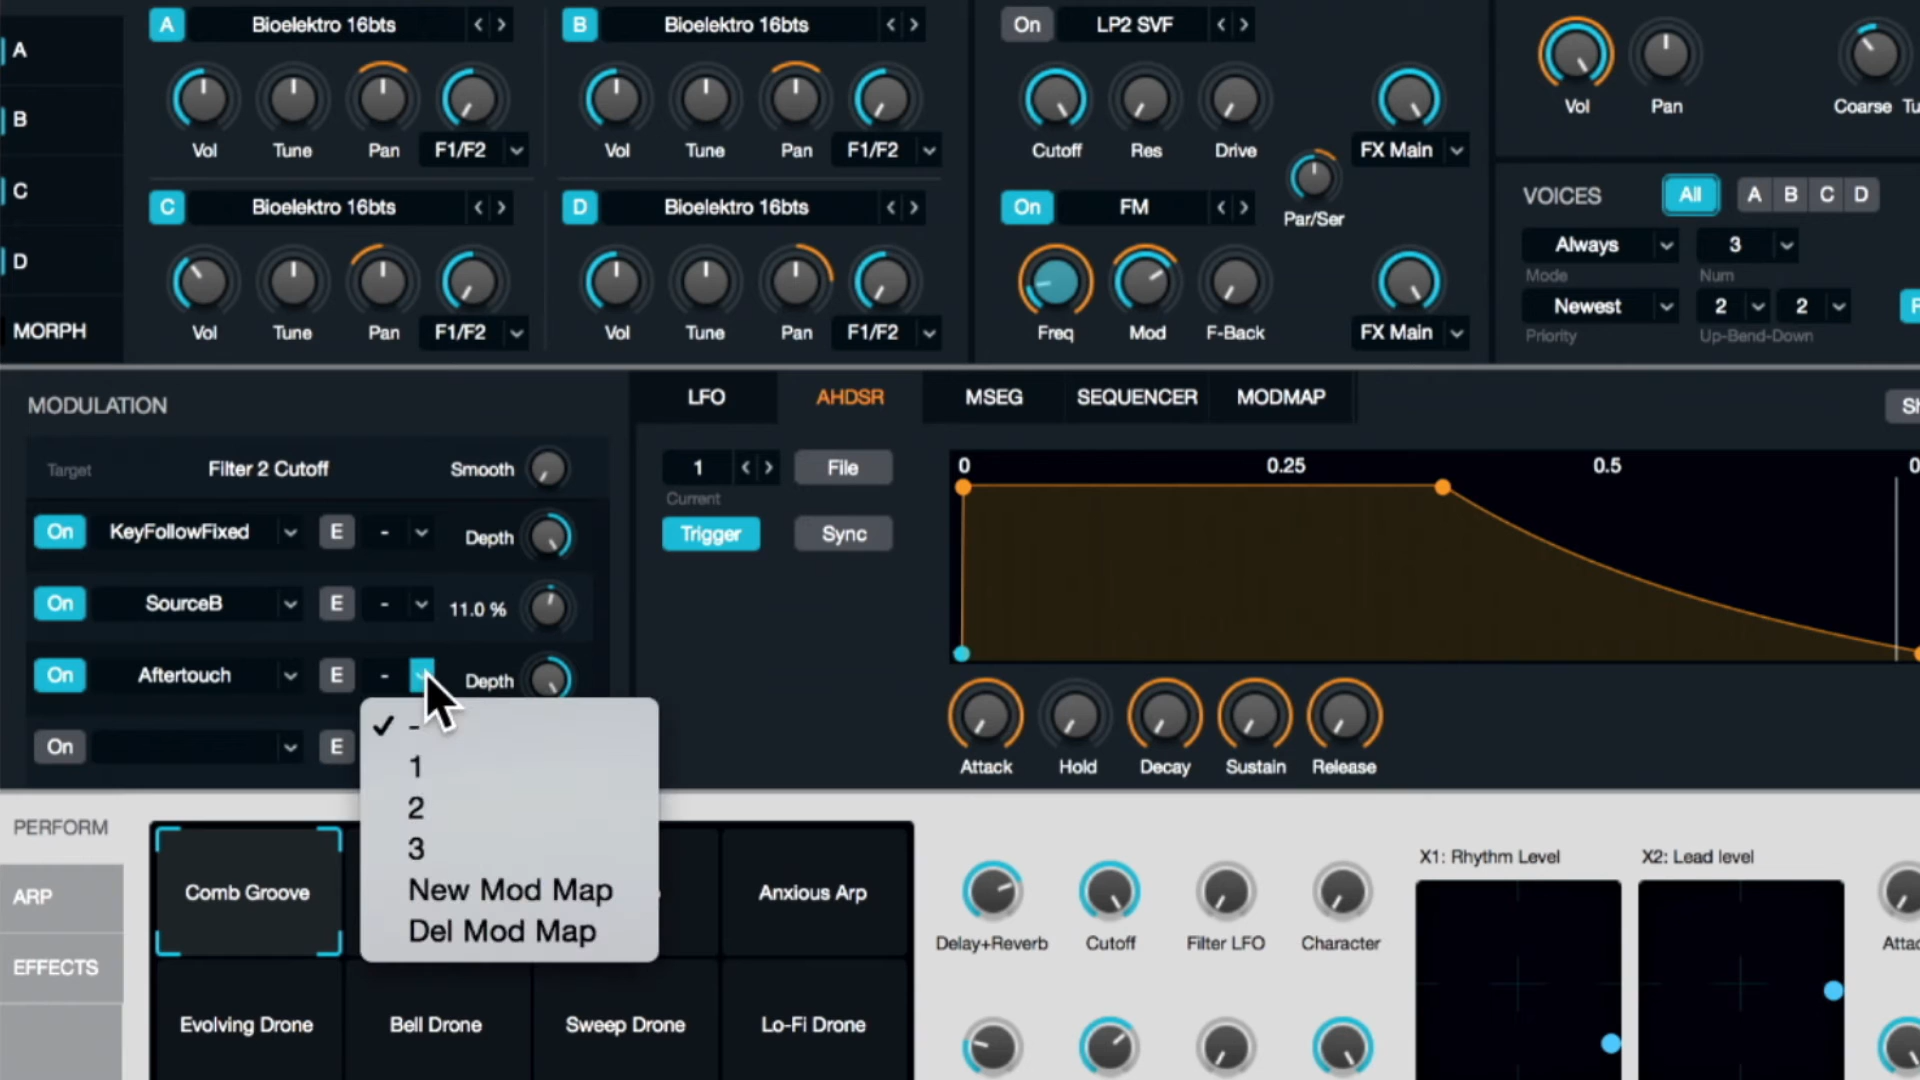 A Bioelektro 16bts
B Bioelektro 16bts
On LP2 SVF
A
B
C
D
MORPH
Vol Tune Pan F1/F2
Vol Tune Pan F1/F2
Cutoff Res Drive FX Main
Vol Pan Coarse
C Bioelektro 16bts
D Bioelektro 16bts
On FM
Par/Ser
Vol Tune Pan F1/F2
Vol Tune Pan F1/F2
Freq Mod F-Back FX Main
VOICES All A B C D
Always 3
Mode Num
Newest 2 2
Priority Up-Bend-Down
MODULATION
Target Filter 2 Cutoff Smooth
On KeyFollowFixed E - Depth
On SourceB E - 11.0 %
On Aftertouch E - Depth
On E
-
1
2
3
New Mod Map
Del Mod Map
LFO AHDSR MSEG SEQUENCER MODMAP
1 File
Current
Trigger Sync
0 0.25 0.5
Attack Hold Decay Sustain Release
PERFORM
ARP
EFFECTS
Comb Groove Anxious Arp
Evolving Drone Bell Drone Sweep Drone Lo-Fi Drone
Delay+Reverb Cutoff Filter LFO Character
X1: Rhythm Level X2: Lead level